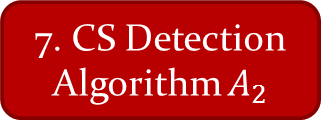 7. CS Detection
Algorithm A₂